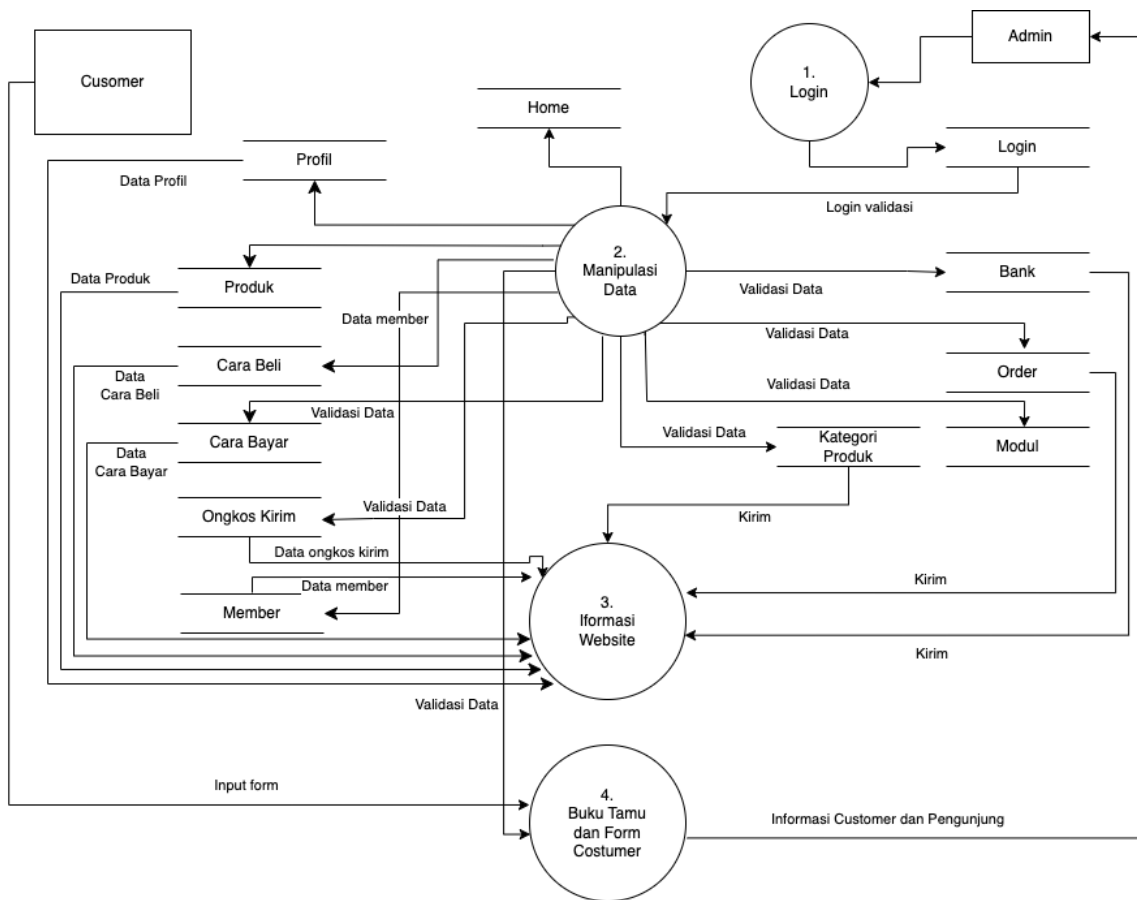 Admin
Cusomer
1.
Login
Home
Profil
Login
Data Profil
Login validasi
2.
Manipulasi
Data
Bank
Data Produk
Produk
Validasi Data
Data member
Validasi Data
Cara Beli
Order
Data
Cara Beli
Validasi Data
Validasi Data
Cara Bayar
Validasi Data
Kategori
Produk
Modul
Data
Cara Bayar
Validasi Data
Ongkos Kirim
Kirim
Data ongkos kirim
Data member
Kirim
Member
3.
Iformasi
Website
Kirim
Validasi Data
Input form
4.
Buku Tamu
dan Form
Costumer
Informasi Customer dan Pengunjung